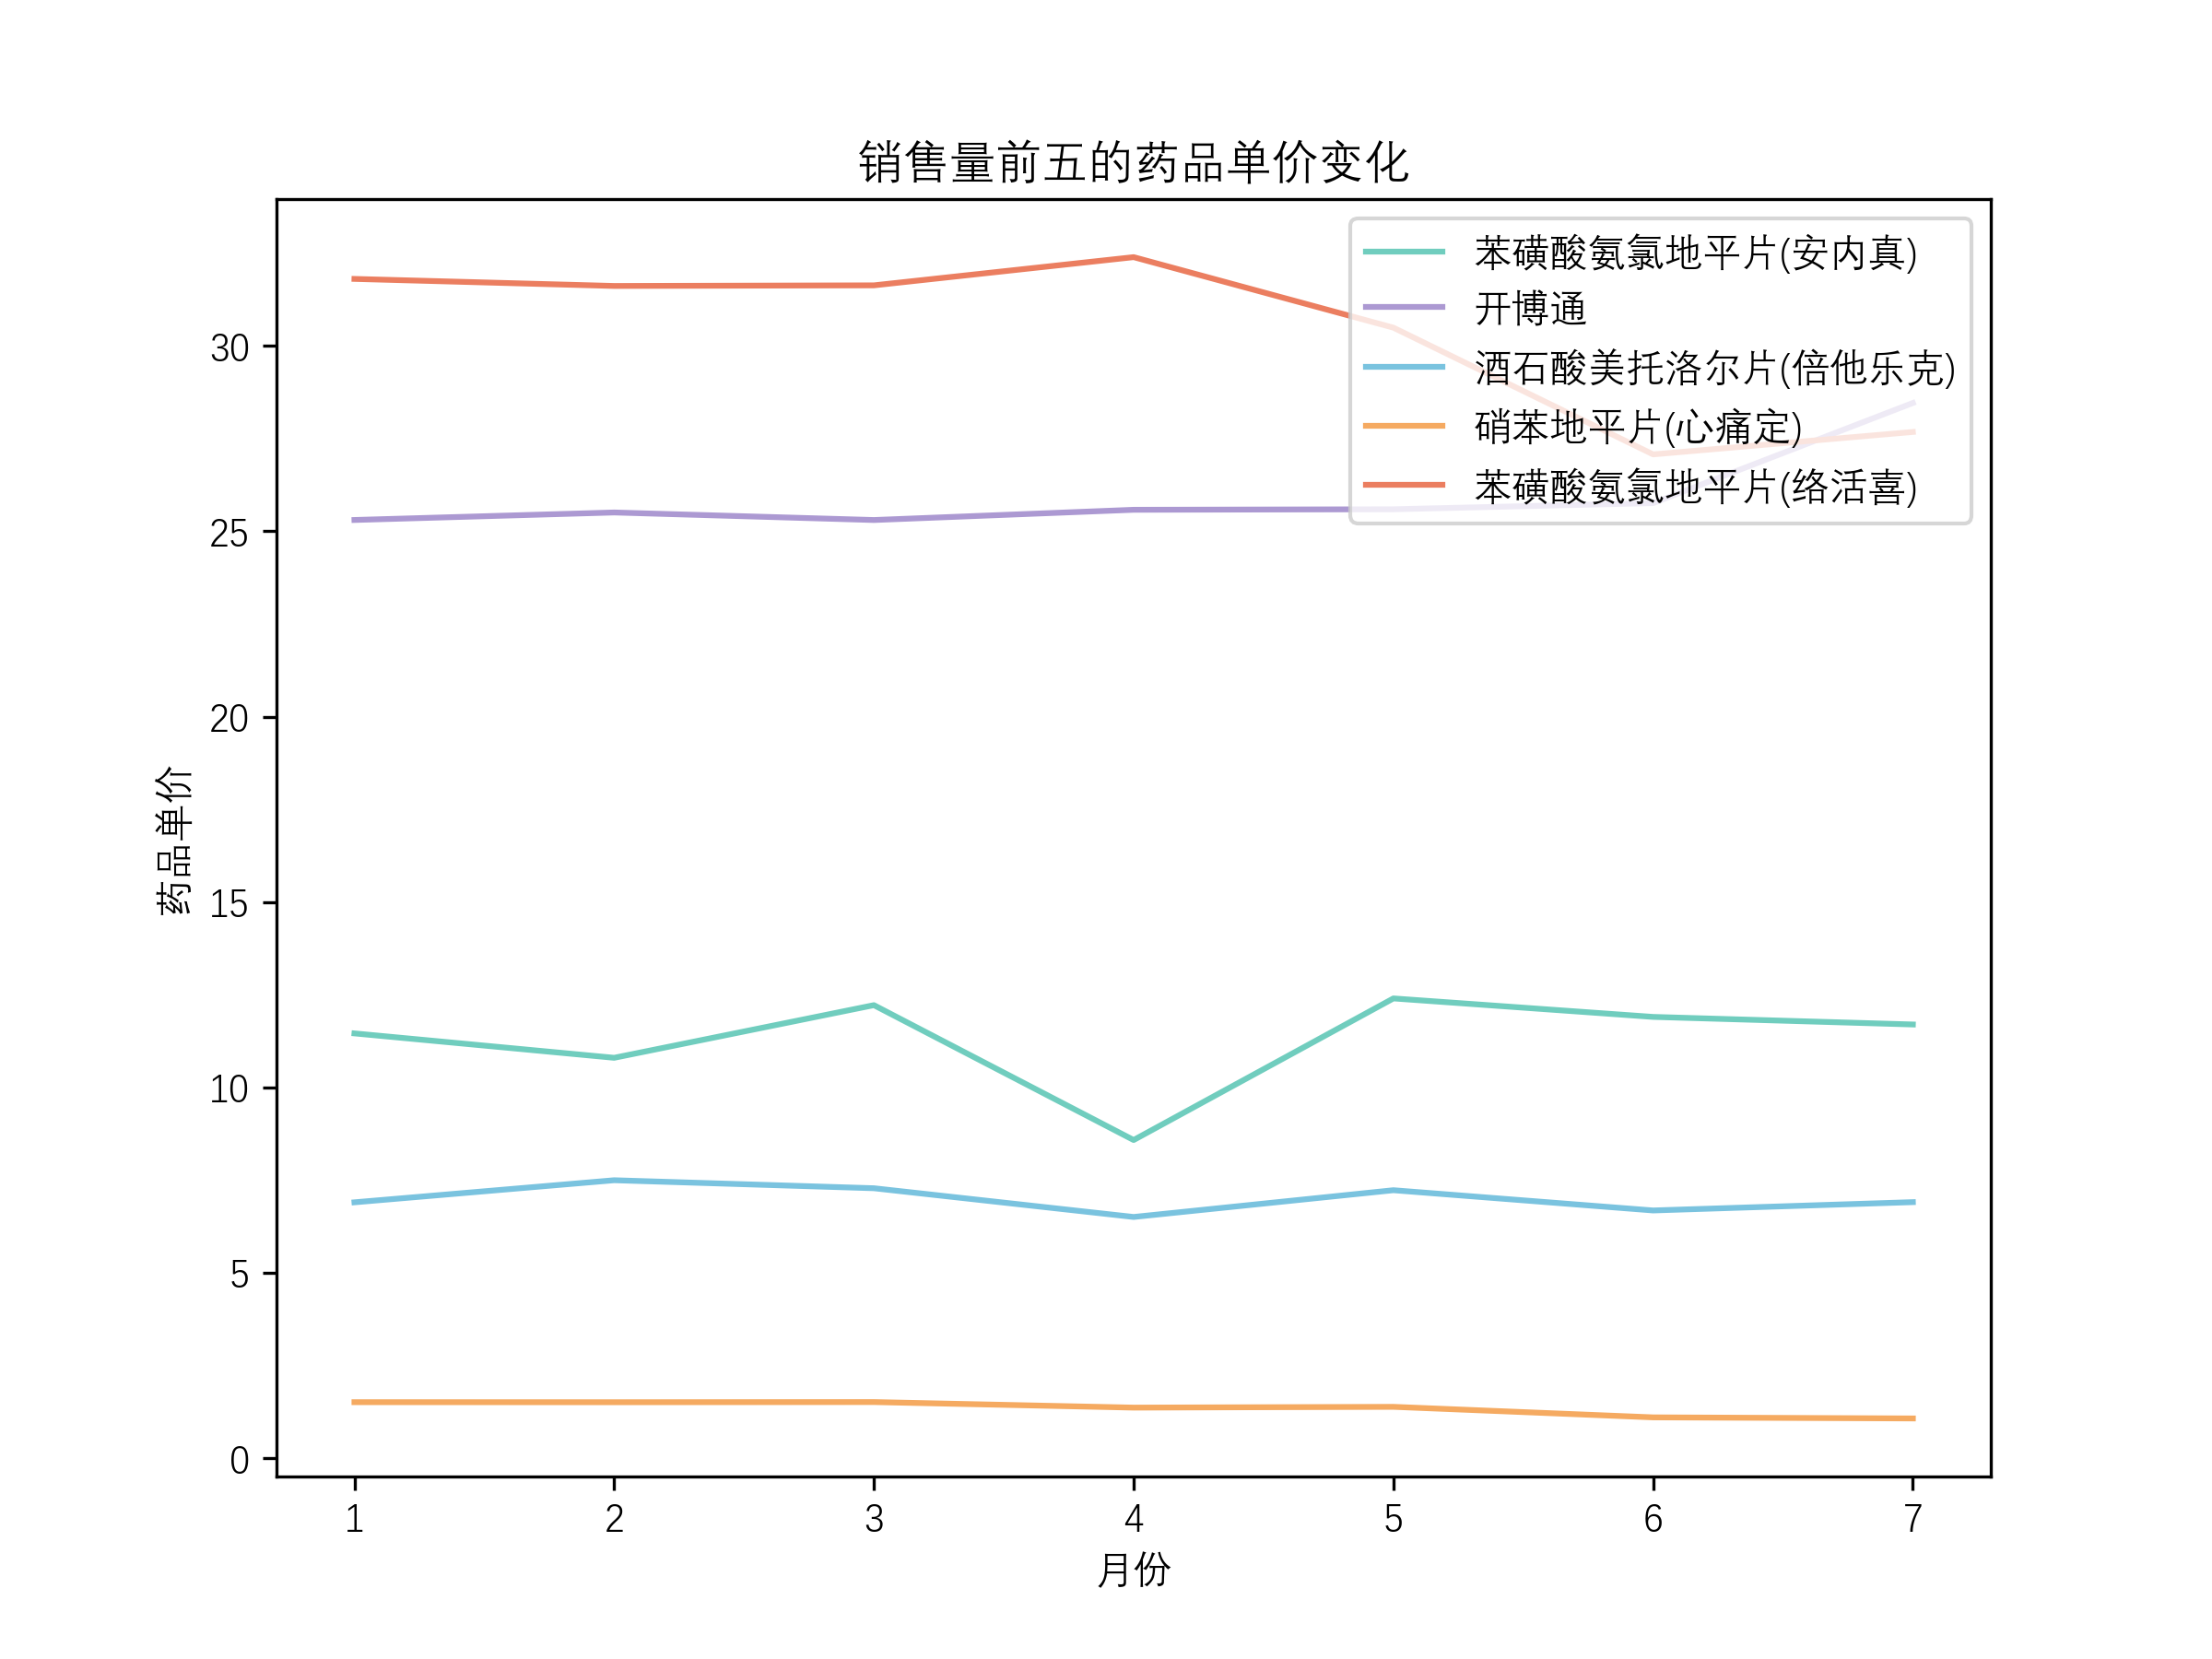 销售量前五的药品单价变化
苯磺酸氨氯地平片(安内真)
开博通
酒石酸美托洛尔片(倍他乐克)
硝苯地平片(心痛定)
苯磺酸氨氯地平片(络活喜)
药品单价
30
25
20
15
10
5
0
1 2 3 4 5 6 7
月份